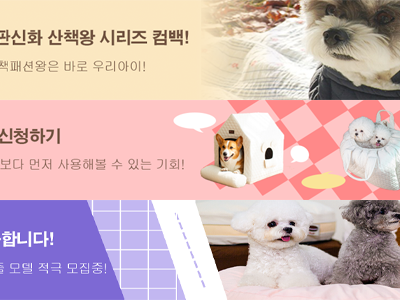 판신화 산책왕 시리즈 컴백!
책패션왕은 바로 우리아이!
신청하기
보다 먼저 사용해볼 수 있는 기회!
합니다!
모델 적극 모집중!